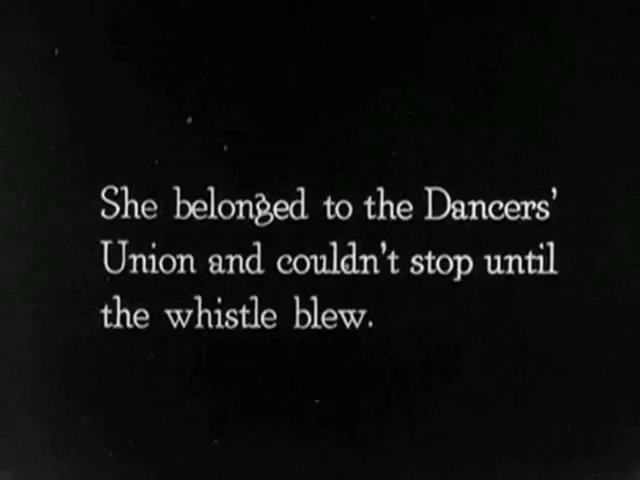 She belonged to the Dancers'
Union and couldn't stop until
the whistle blew.